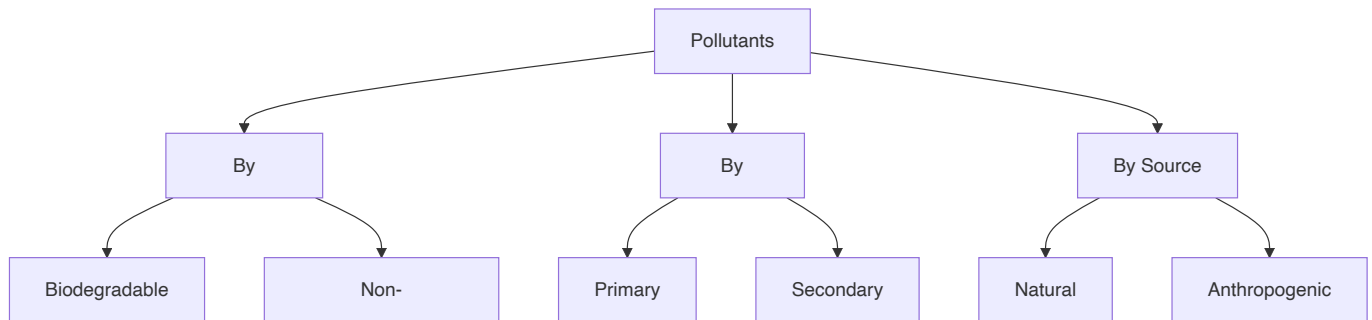 Pollutants
By
By
By Source
Biodegradable
Non-
Primary
Secondary
Natural
Anthropogenic